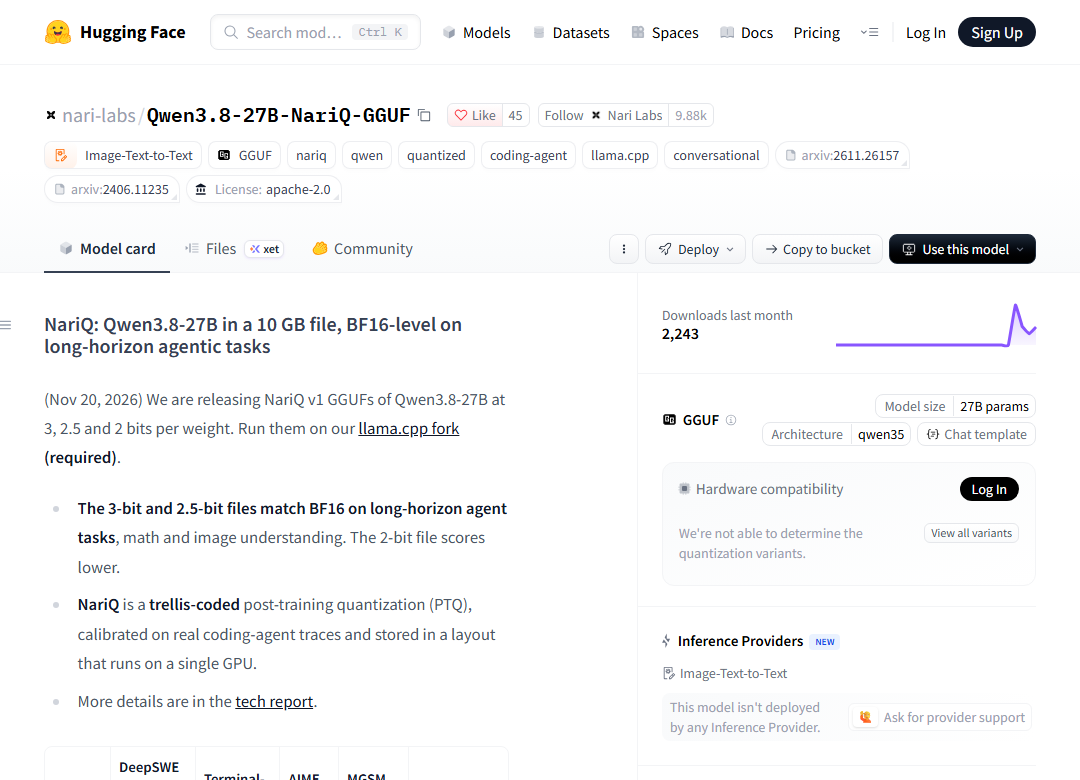 Hugging Face
Search mod… Ctrl K
Models Datasets Spaces Docs Pricing Log In Sign Up
nari-labs/Qwen3.8-27B-NariQ-GGUF Like 45 Follow Nari Labs 9.88k
Image-Text-to-Text GGUF nariq qwen quantized coding-agent llama.cpp conversational arxiv:2611.26157
arxiv:2406.11235 License: apache-2.0
Model card Files xet Community Deploy Copy to bucket Use this model
NariQ: Qwen3.8-27B in a 10 GB file, BF16-level on
long-horizon agentic tasks
(Nov 20, 2026) We are releasing NariQ v1 GGUFs of Qwen3.8-27B at
3, 2.5 and 2 bits per weight. Run them on our llama.cpp fork
(required).
The 3-bit and 2.5-bit files match BF16 on long-horizon agent
tasks, math and image understanding. The 2-bit file scores
lower.
NariQ is a trellis-coded post-training quantization (PTQ),
calibrated on real coding-agent traces and stored in a layout
that runs on a single GPU.
More details are in the tech report.
DeepSWE
Terminal- AIME MGSM
Downloads last month
2,243
GGUF
Model size 27B params
Architecture qwen35 Chat template
Hardware compatibility Log In
We're not able to determine the
quantization variants.
View all variants
Inference Providers NEW
Image-Text-to-Text
This model isn't deployed
by any Inference Provider.
Ask for provider support